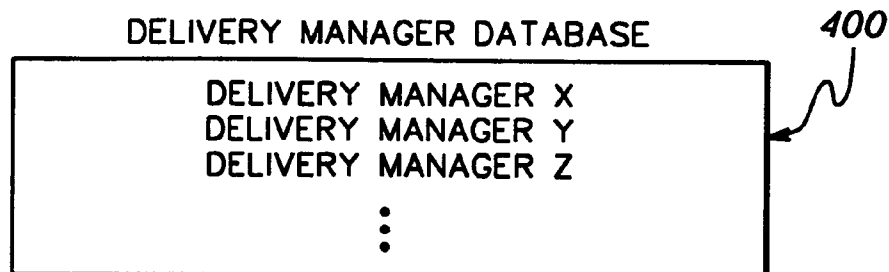 DELIVERY MANAGER DATABASE
400
DELIVERY MANAGER X
DELIVERY MANAGER Y
DELIVERY MANAGER Z